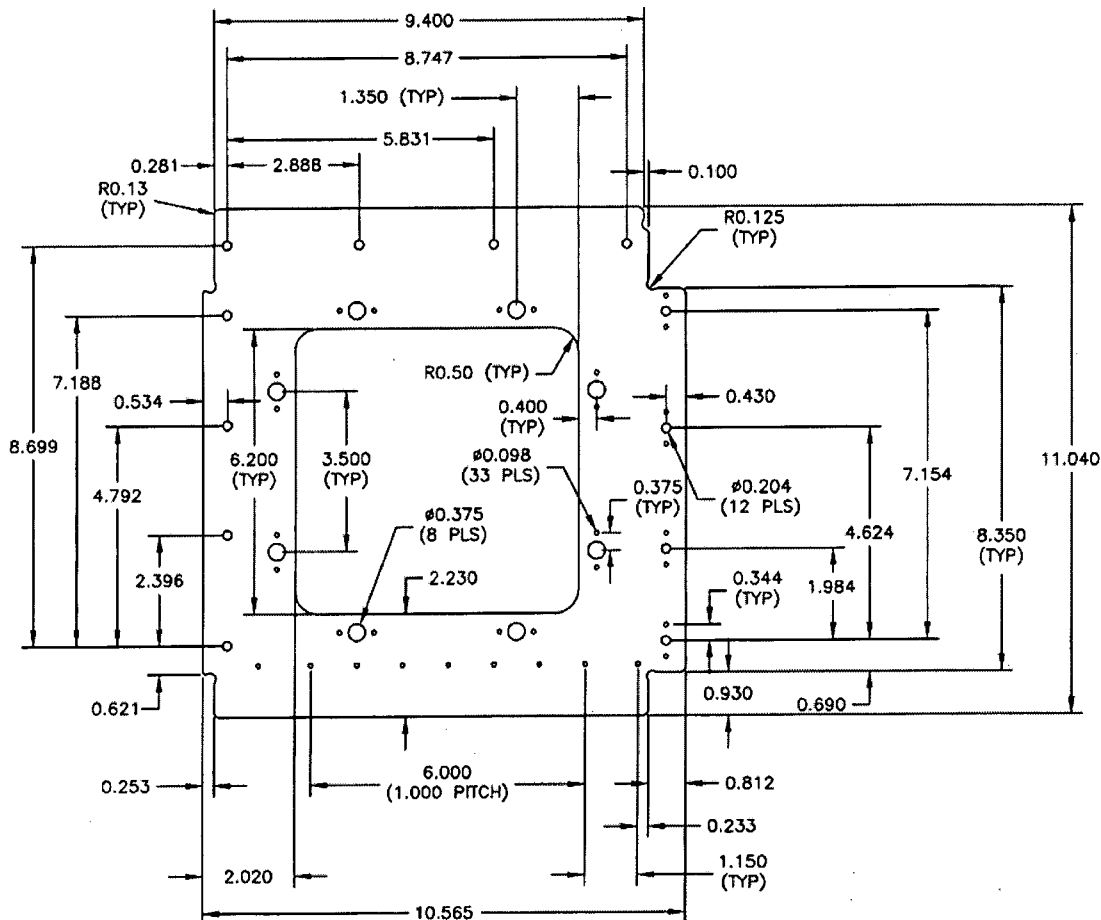 9.400
8.747
1.350 (TYP)
5.831
0.281
2.888
0.100
R0.13
(TYP)
R0.125
(TYP)
R0.50 (TYP)
7.188
0.534
0.430
0.400
(TYP)
8.699
4.792
6.200
(TYP)
3.500
(TYP)
ø0.098
(33 PLS)
0.375
(TYP)
ø0.204
(12 PLS)
7.154
11.040
4.624
8.350
(TYP)
ø0.375
(8 PLS)
2.396
2.230
0.344
(TYP)
1.984
0.621
0.930
0.690
0.253
6.000
(1.000 PITCH)
0.812
0.233
2.020
1.150
(TYP)
10.565